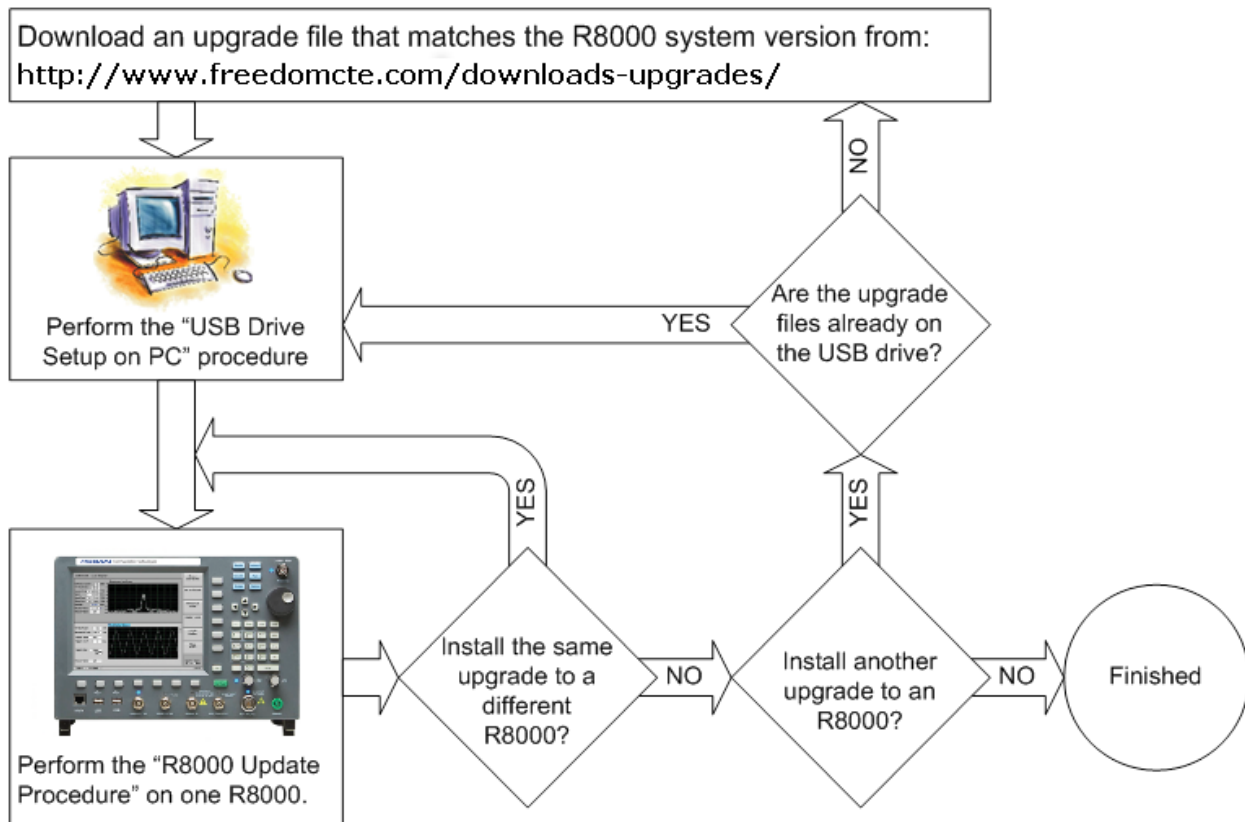 Download an upgrade file that matches the R8000 system version from:
http://www.freedomcte.com/downloads-upgrades/
NO
Perform the “USB Drive
Setup on PC” procedure
YES
Are the upgrade
files already on
the USB drive?
YES
YES
Perform the “R8000 Update
Procedure” on one R8000.
Install the same
upgrade to a
different
R8000?
NO
Install another
upgrade to an
R8000?
NO
Finished